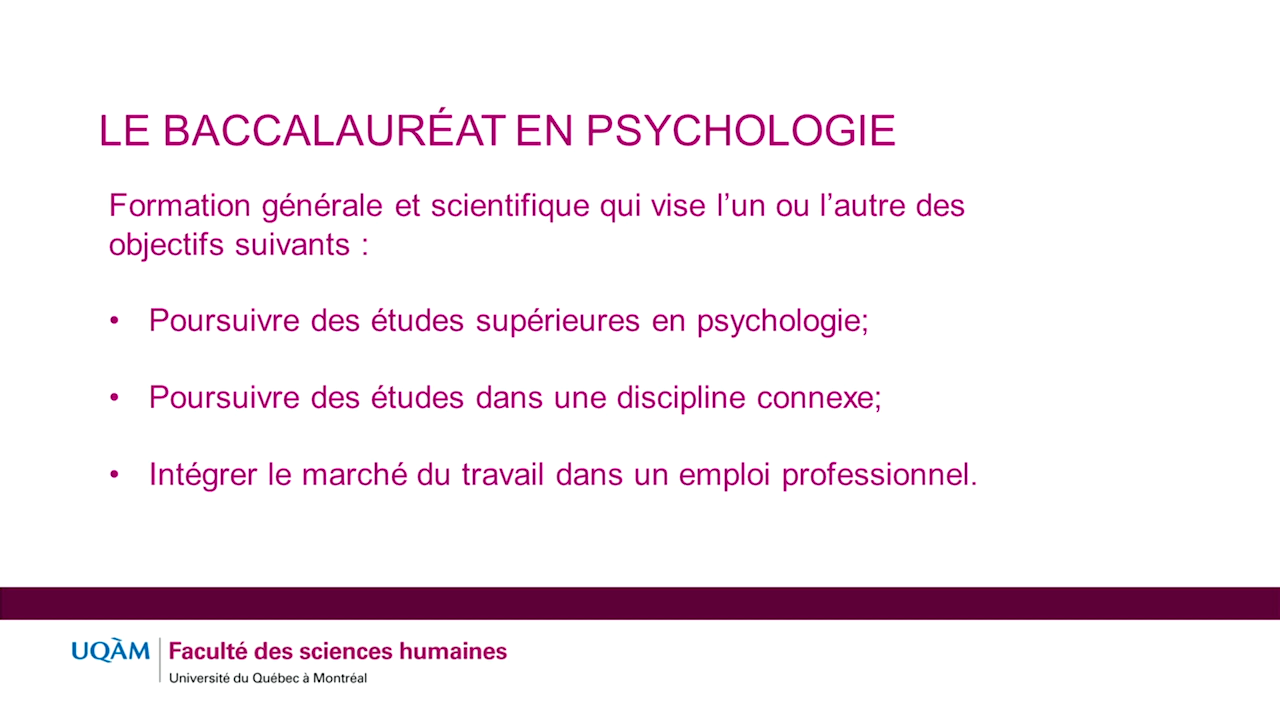 LE BACCALAURÉAT EN PSYCHOLOGIE
Formation générale et scientifique qui vise l’un ou l’autre des
objectifs suivants :
• Poursuivre des études supérieures en psychologie;
• Poursuivre des études dans une discipline connexe;
• Intégrer le marché du travail dans un emploi professionnel.
UQÀM Faculté des sciences humaines
Université du Québec à Montréal